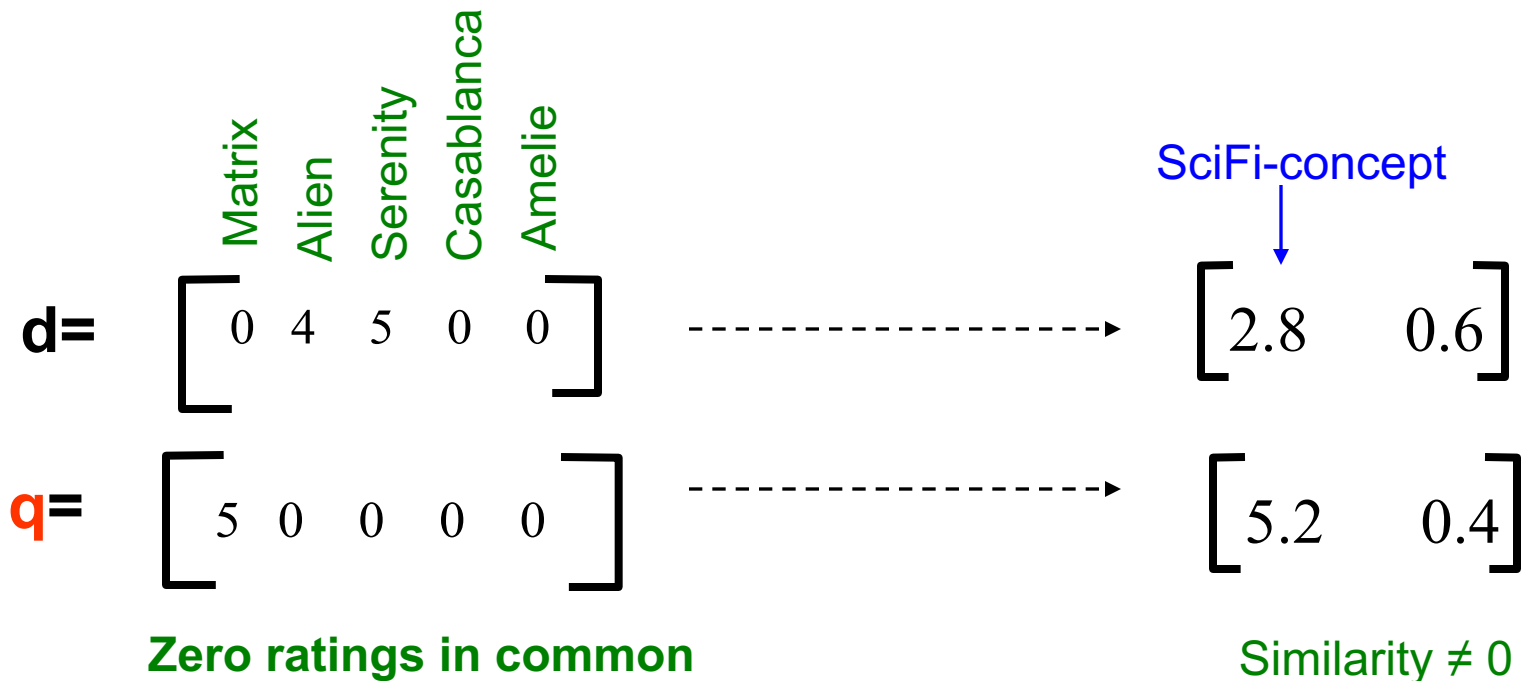 Matrix
Alien
Serenity
Casablanca
Amelie
SciFi-concept
d= 0 4 5 0 0 2.8 0.6
q= 5 0 0 0 0 5.2 0.4
Zero ratings in common Similarity ≠ 0